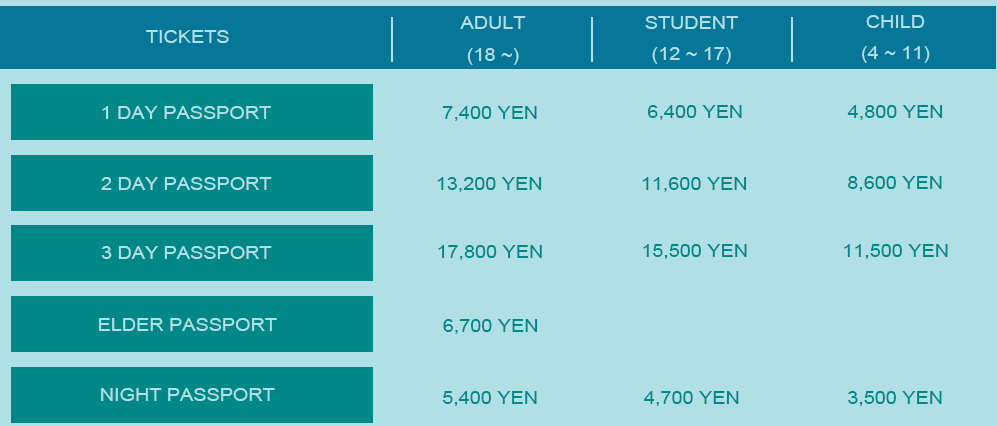 TICKETS ADULT STUDENT CHILD
(18 ~) (12 ~ 17) (4 ~ 11)
1 DAY PASSPORT 7,400 YEN 6,400 YEN 4,800 YEN
2 DAY PASSPORT 13,200 YEN 11,600 YEN 8,600 YEN
3 DAY PASSPORT 17,800 YEN 15,500 YEN 11,500 YEN
ELDER PASSPORT 6,700 YEN
NIGHT PASSPORT 5,400 YEN 4,700 YEN 3,500 YEN